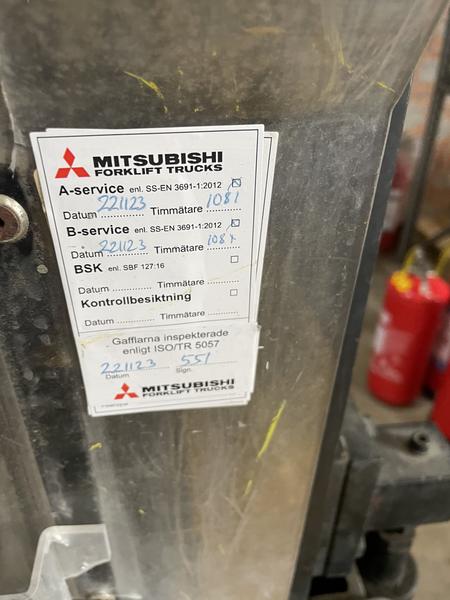 MITSUBISHI
FORKLIFT TRUCKS
A-service enl. SS-EN 3691-1:2012
Datum 221123 Timmätare 1081
B-service enl. SS-EN 3691-1:2012
Datum 221123 Timmätare 1081
BSK enl. SBF 127:16
Datum Timmätare
Kontrollbesiktning
Datum Timmätare
Gafflarna inspekterade
enligt ISO/TR 5057
221123 551
Datum Sign.
MITSUBISHI
FORKLIFT TRUCKS